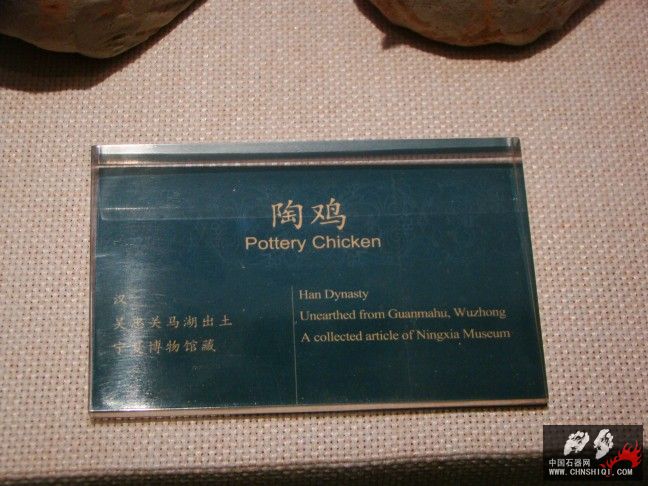 陶鸡
Pottery Chicken
汉
吴忠关马湖出土
宁夏博物馆藏
Han Dynasty
Unearthed from Guanmahu, Wuzhong
A collected article of Ningxia Museum
中国石器网
WWW.CHNSHIQI.COM